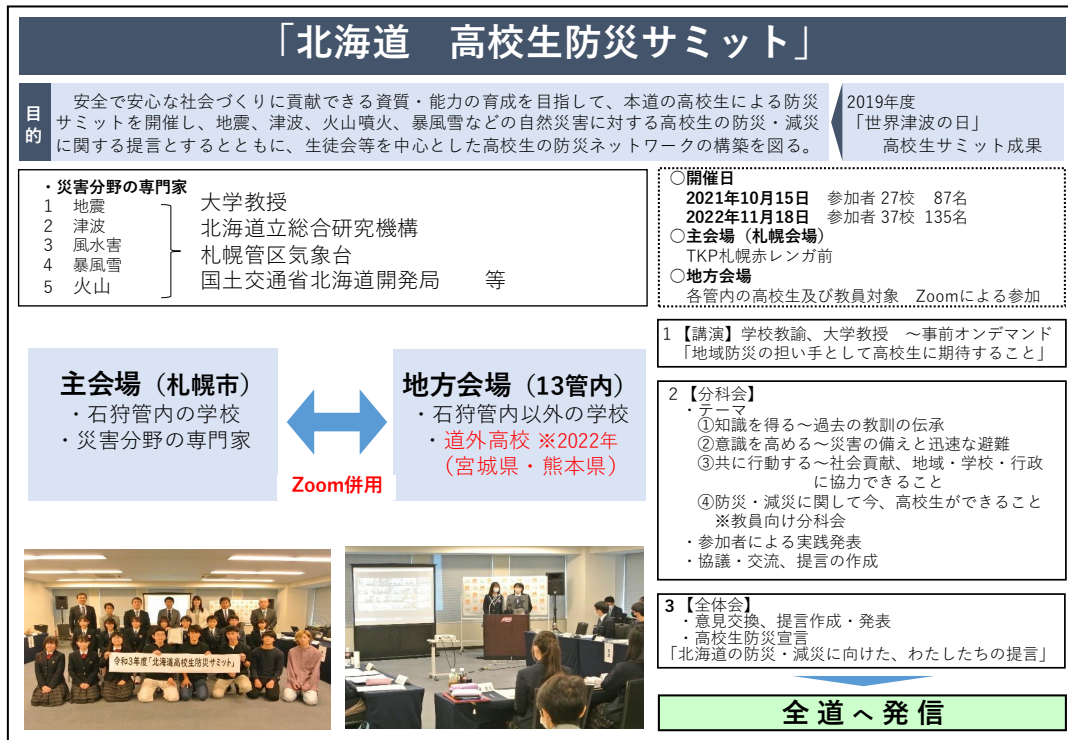 「北海道　高校生防災サミット」
目的
安全で安心な社会づくりに貢献できる資質・能力の育成を目指して、本道の高校生による防災
サミットを開催し、地震、津波、火山噴火、暴風雪などの自然災害に対する高校生の防災・減災
に関する提言とするとともに、生徒会等を中心とした高校生の防災ネットワークの構築を図る。
2019年度
「世界津波の日」
高校生サミット成果
・災害分野の専門家
1　地震
2　津波
3　風水害
4　暴風雪
5　火山
大学教授
北海道立総合研究機構
札幌管区気象台
国土交通省北海道開発局　　等
○開催日
2021年10月15日　参加者 27校　87名
2022年11月18日　参加者 37校 135名
○主会場（札幌会場）
TKP札幌赤レンガ前
○地方会場
各管内の高校生及び教員対象　Zoomによる参加
主会場（札幌市）
・石狩管内の学校
・災害分野の専門家
Zoom併用
地方会場（13管内）
・石狩管内以外の学校
・道外高校 ※2022年
（宮城県・熊本県）
1 【講演】学校教諭、大学教授　～事前オンデマンド
「地域防災の担い手として高校生に期待すること」
2 【分科会】
・テーマ
①知識を得る～過去の教訓の伝承
②意識を高める～災害の備えと迅速な避難
③共に行動する～社会貢献、地域・学校・行政
に協力できること
④防災・減災に関して今、高校生ができること
※教員向け分科会
・参加者による実践発表
・協議・交流、提言の作成
3 【全体会】
・意見交換、提言作成・発表
・高校生防災宣言
「北海道の防災・減災に向けた、わたしたちの提言」
全道へ発信
令和3年度「北海道高校生防災サミット」